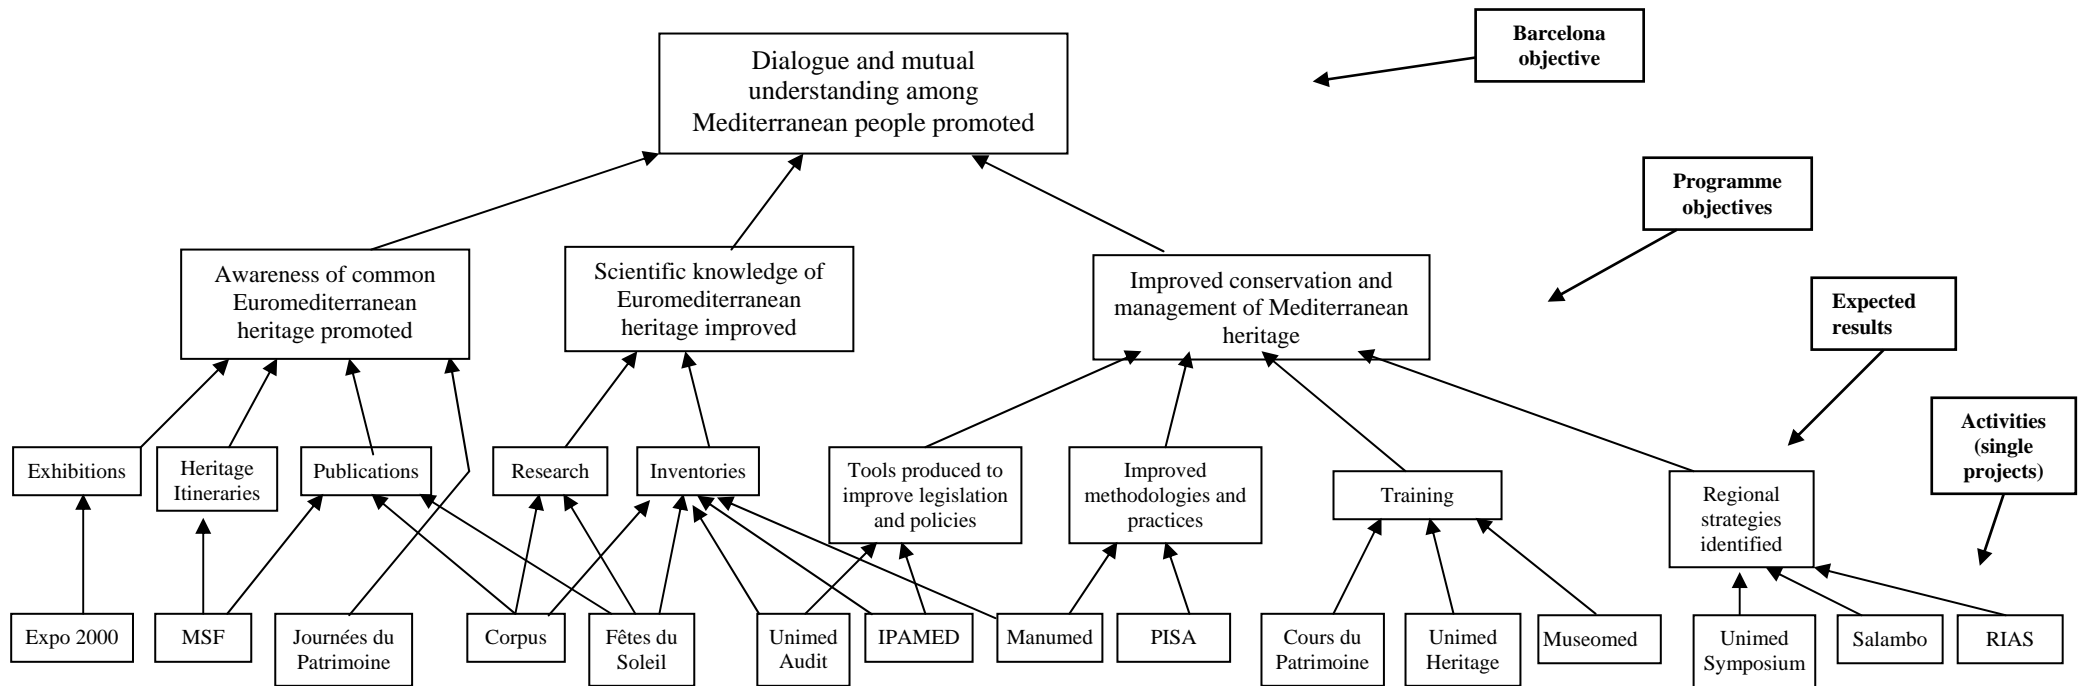 Barcelona
objective
Dialogue and mutual
understanding among
Mediterranean people promoted
Programme
objectives
Awareness of common
Euromediterranean
heritage promoted
Scientific knowledge of
Euromediterranean
heritage improved
Improved conservation and
management of Mediterranean
heritage
Expected
results
Activities
(single
projects)
Exhibitions
Heritage
Itineraries
Publications
Research
Inventories
Tools produced to
improve legislation
and policies
Improved
methodologies and
practices
Training
Regional
strategies
identified
Expo 2000
MSF
Journées du
Patrimoine
Corpus
Fêtes du
Soleil
Unimed
Audit
IPAMED
Manumed
PISA
Cours du
Patrimoine
Unimed
Heritage
Museomed
Unimed
Symposium
Salambo
RIAS